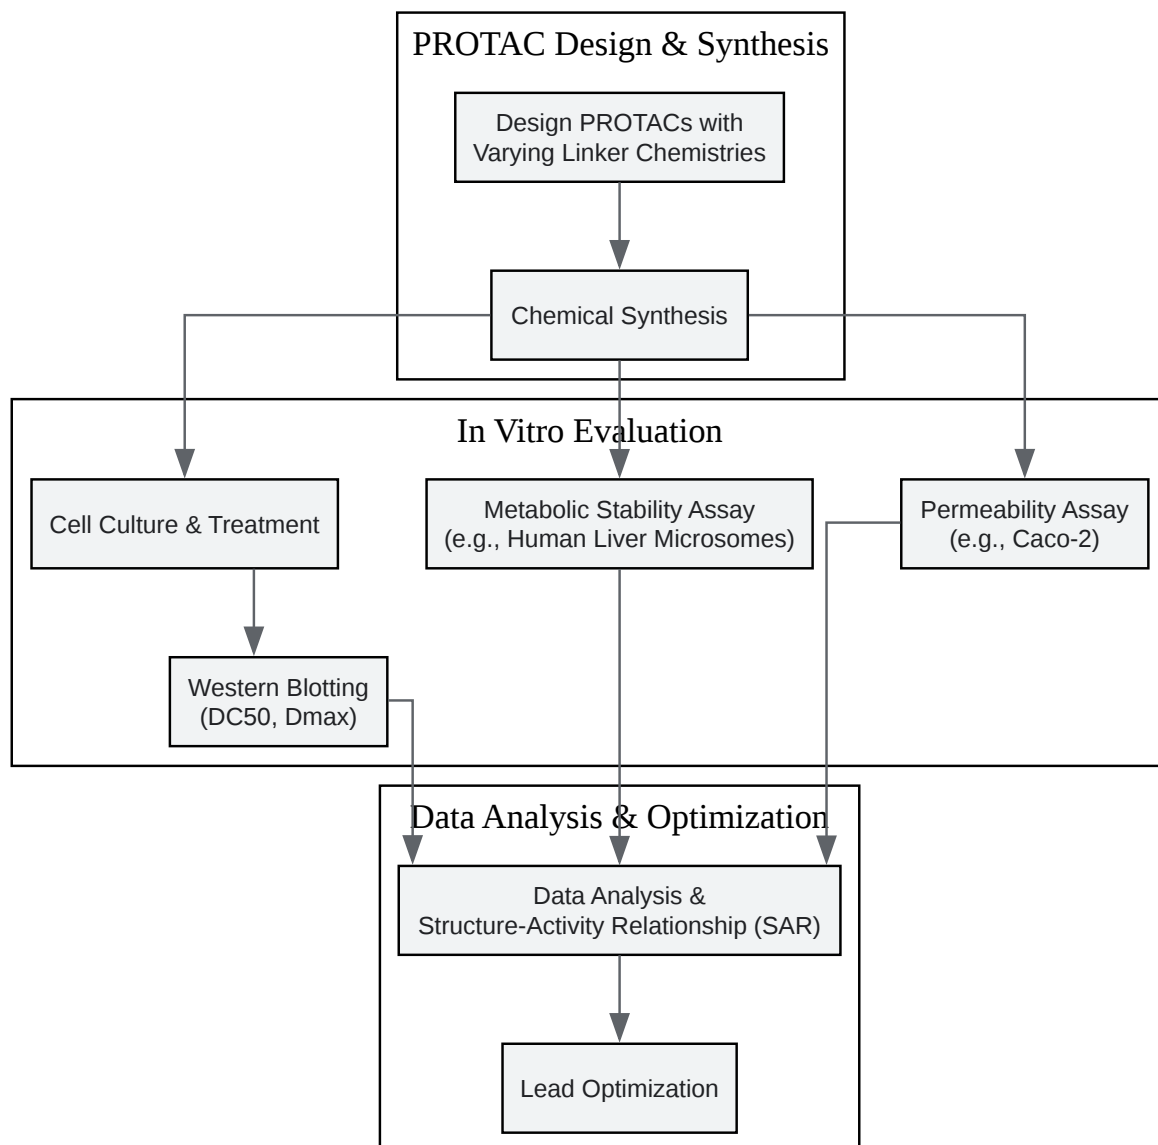 PROTAC Design & Synthesis
Design PROTACs with
Varying Linker Chemistries
Chemical Synthesis
In Vitro Evaluation
Cell Culture & Treatment
Metabolic Stability Assay
(e.g., Human Liver Microsomes)
Permeability Assay
(e.g., Caco-2)
Western Blotting
(DC50, Dmax)
Data Analysis & Optimization
Data Analysis &
Structure-Activity Relationship (SAR)
Lead Optimization